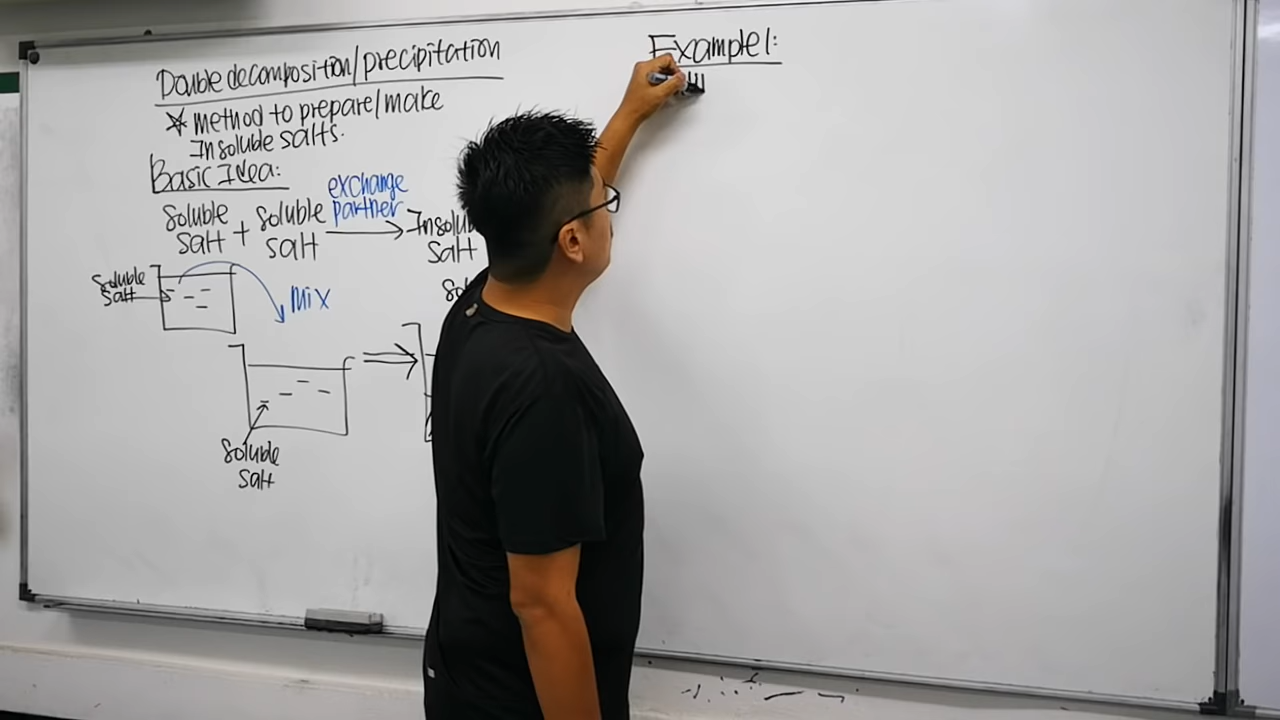 Double decomposition/precipitation
* method to prepare/make
Insoluble salts.
Basic Idea:
exchange
partner
Soluble + Soluble → Insolub
salt salt salt
Soluble
salt
Mix
Soluble
salt
Example 1: